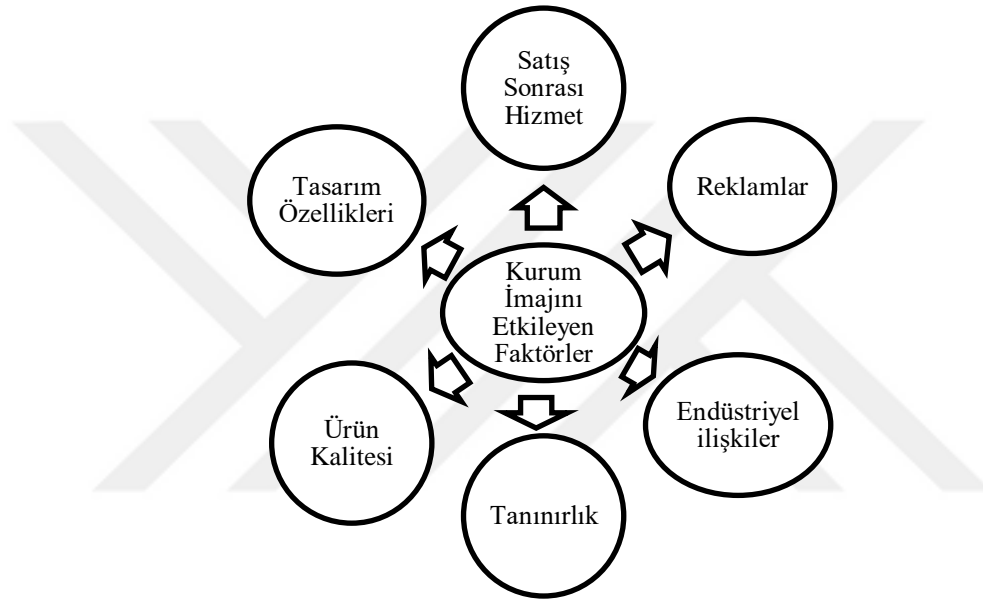 Satış
Sonrası
Hizmet
Reklamlar
Endüstriyel
ilişkiler
Tanınırlık
Ürün
Kalitesi
Tasarım
Özellikleri
Kurum
İmajını
Etkileyen
Faktörler